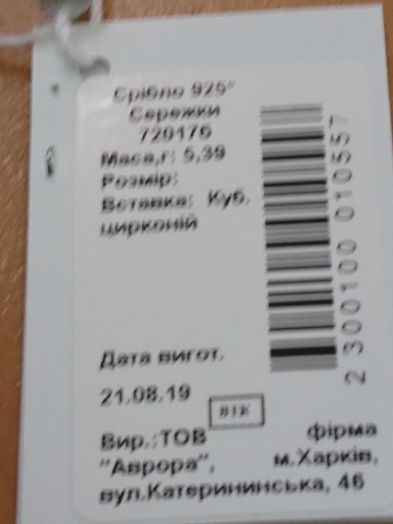 Срібло 925°
Сережки
720175
Маса,г: 5,39
Розмір:
Вставка: Куб.
цирконій
2 300100 010557
Дата вигот.
21.08.19
ВТК
Вир.:ТОВ фірма
"Аврора", м.Харків,
вул.Катерининська, 46